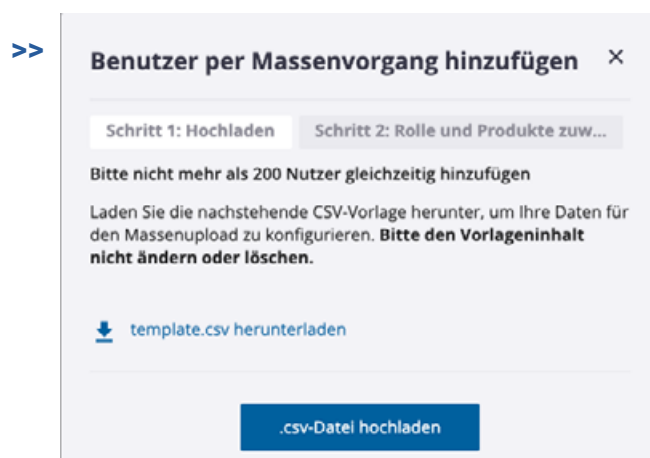 >>
Benutzer per Massenvorgang hinzufügen ×
Schritt 1: Hochladen Schritt 2: Rolle und Produkte zuw...
Bitte nicht mehr als 200 Nutzer gleichzeitig hinzufügen
Laden Sie die nachstehende CSV-Vorlage herunter, um Ihre Daten für
den Massenupload zu konfigurieren. Bitte den Vorlageninhalt
nicht ändern oder löschen.
template.csv herunterladen
.csv-Datei hochladen